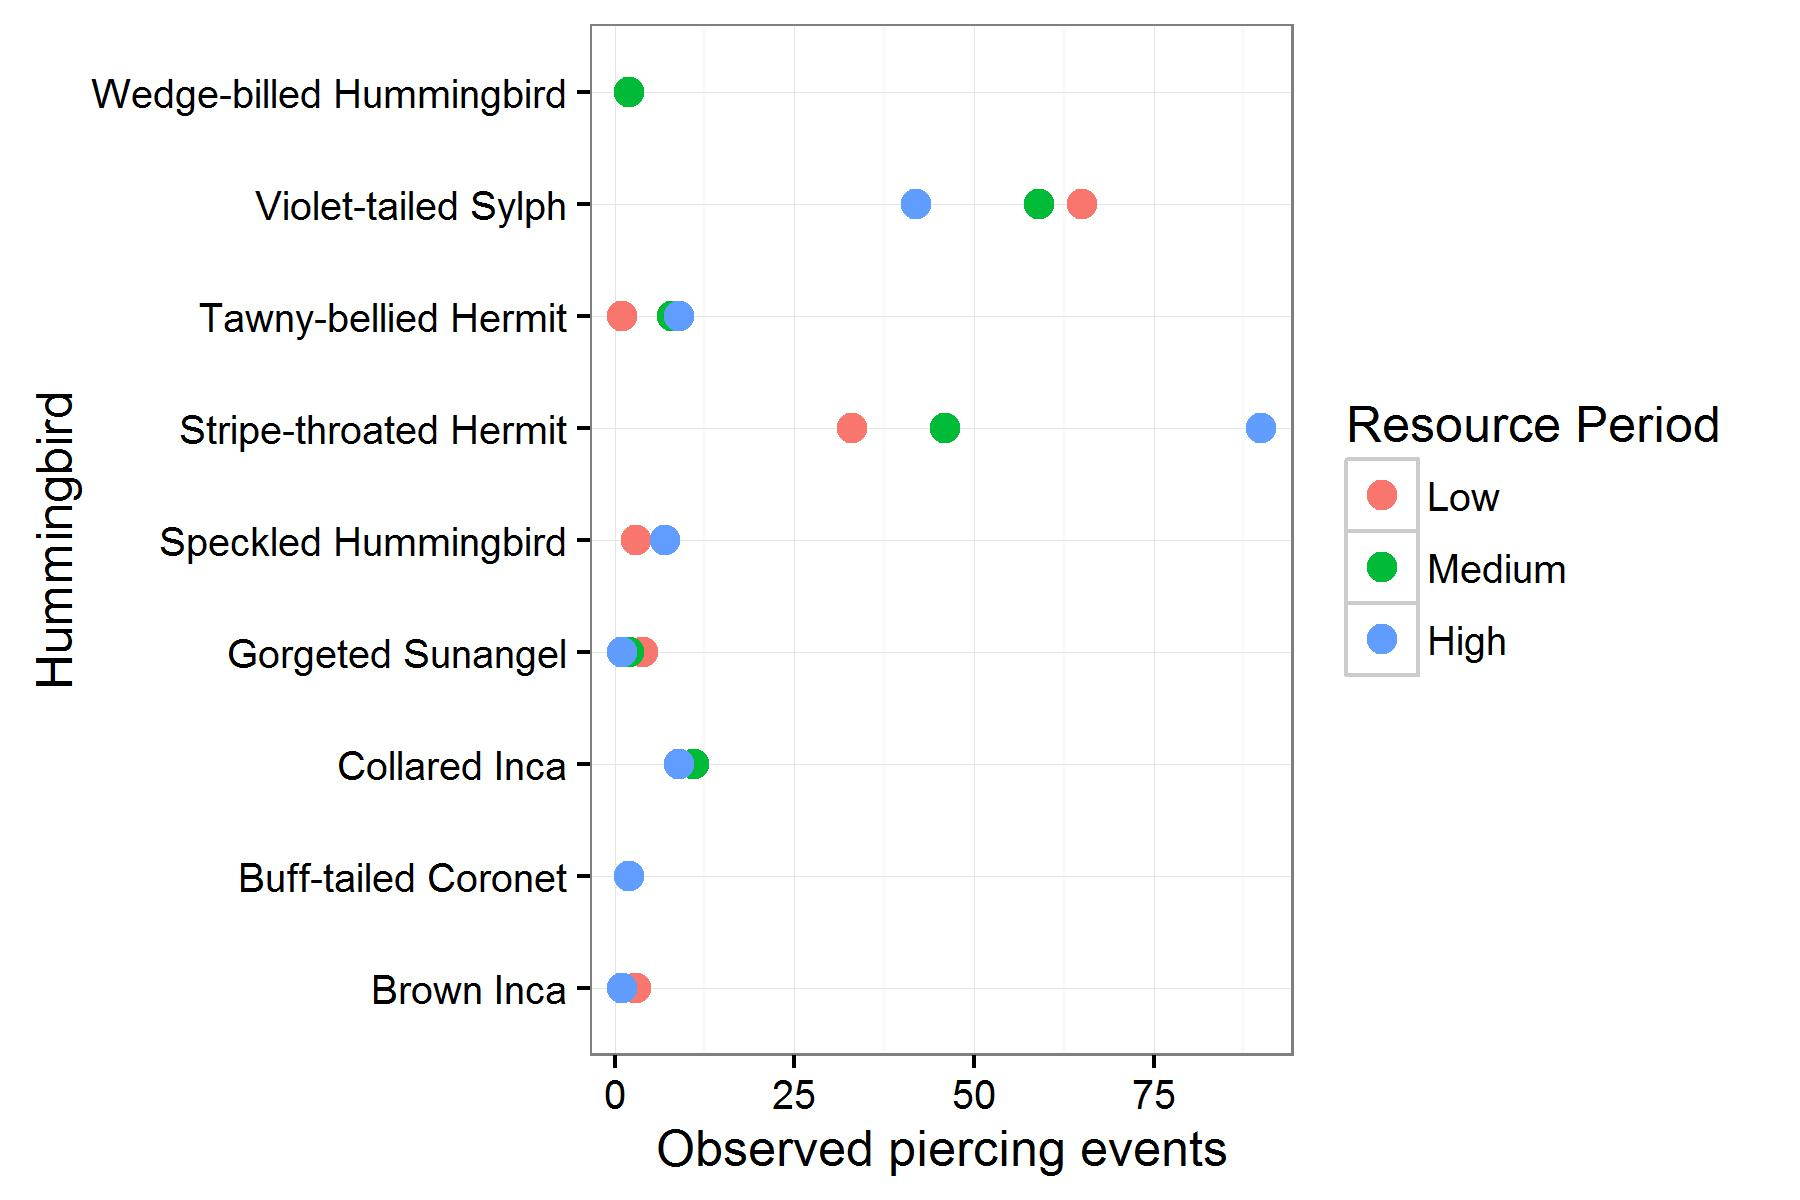 Hummingbird
Wedge-billed Hummingbird
Violet-tailed Sylph
Tawny-bellied Hermit
Stripe-throated Hermit
Speckled Hummingbird
Gorgeted Sunangel
Collared Inca
Buff-tailed Coronet
Brown Inca
0 25 50 75
Observed piercing events
Resource Period
Low
Medium
High